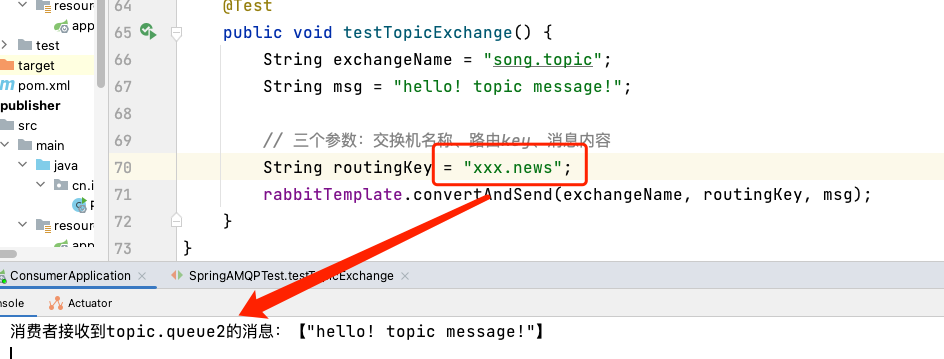 resour
app
test
target
pom.xml
publisher
src
main
java
cn.i
resour
64 @Test
65 public void testTopicExchange() {
66 String exchangeName = "song.topic";
67 String msg = "hello! topic message!";
68
69 // 三个参数：交换机名称、路由key、消息内容
70 String routingKey = "xxx.news";
71 rabbitTemplate.convertAndSend(exchangeName, routingKey, msg);
72 }
73 }
ConsumerApplication × SpringAMQPTest.testTopicExchange ×
nsole Actuator
消费者接收到topic.queue2的消息：【"hello! topic message!"】